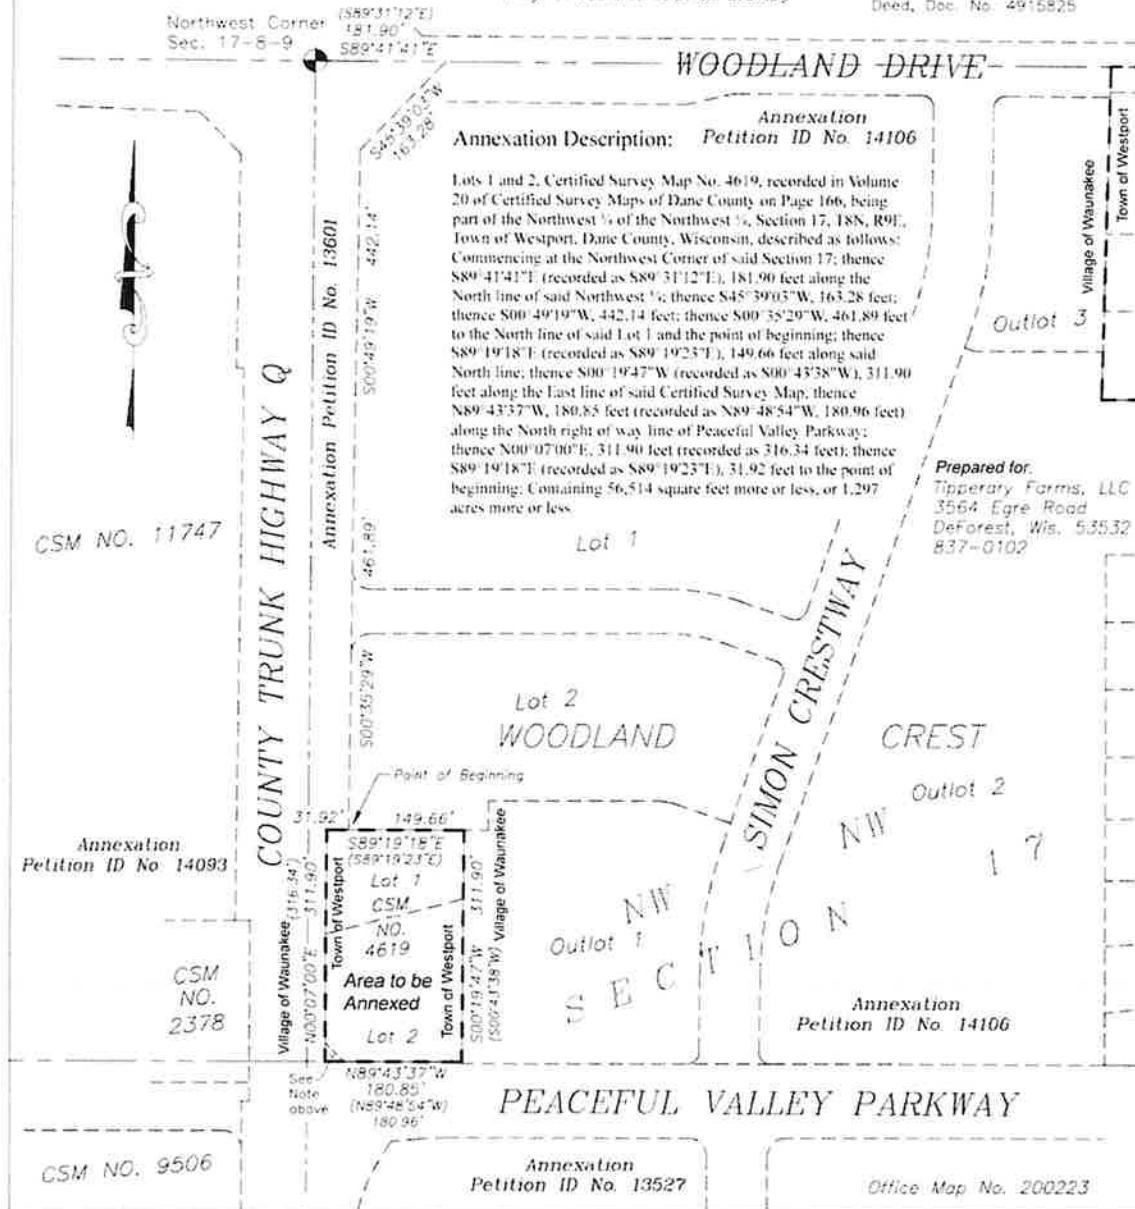 Deed, Doc. No. 4915825
Northwest Corner
Sec. 17-8-9
(S89°31'12"E)
181.90'
S89°41'41"E
WOODLAND DRIVE
S45°39'03"W
163.28'
Annexation
Petition ID No. 14106
Annexation Description:
Lots 1 and 2, Certified Survey Map No. 4619, recorded in Volume
20 of Certified Survey Maps of Dane County on Page 166, being
part of the Northwest ¼ of the Northwest ¼, Section 17, T8N, R9E,
Town of Westport, Dane County, Wisconsin, described as follows:
Commencing at the Northwest Corner of said Section 17; thence
S89°41'41"E (recorded as S89°31'12"E), 181.90 feet along the
North line of said Northwest ¼; thence S45°39'03"W, 163.28 feet;
thence S00°49'19"W, 442.14 feet; thence S00°35'29"W, 461.89 feet
to the North line of said Lot 1 and the point of beginning; thence
S89°19'18"E (recorded as S89°19'23"E), 149.66 feet along said
North line; thence S00°19'47"W (recorded as S00°43'38"W), 311.90
feet along the East line of said Certified Survey Map; thence
N89°43'37"W, 180.85 feet (recorded as N89°48'54"W, 180.96 feet)
along the North right of way line of Peaceful Valley Parkway;
thence N00°07'00"E, 311.90 feet (recorded as 316.34 feet); thence
S89°19'18"E (recorded as S89°19'23"E), 31.92 feet to the point of
beginning; Containing 56,514 square feet more or less, or 1.297
acres more or less
Village of Waunakee
Town of Westport
Outlot 3
Prepared for:
Tipperary Farms, LLC
3564 Egre Road
DeForest, Wis. 53532
837-0102
COUNTY TRUNK HIGHWAY Q
Annexation Petition ID No. 13601
S00°49'19"W 442.14'
CSM NO. 11747
461.89'
S00°35'29"W
Lot 1
SIMON CRESTWAY
Lot 2
WOODLAND
CREST
Outlot 2
Point of Beginning
31.92'
149.66'
S89°19'18"E
(S89°19'23"E)
Lot 1
CSM
NO.
4619
Area to be
Annexed
Lot 2
Town of Westport
Town of Westport
Village of Waunakee
N00°07'00"E 311.90'
(316.34')
S00°19'47"W 311.90'
(S00°43'38"W)
Village of Waunakee
Annexation
Petition ID No 14093
CSM
NO.
2378
NW
NW
SECTION
17
Outlot 1
Annexation
Petition ID No 14106
See
Note
above
N89°43'37"W
180.85'
(N89°48'54"W)
180.96'
PEACEFUL VALLEY PARKWAY
CSM NO. 9506
Annexation
Petition ID No. 13527
Office Map No. 200223